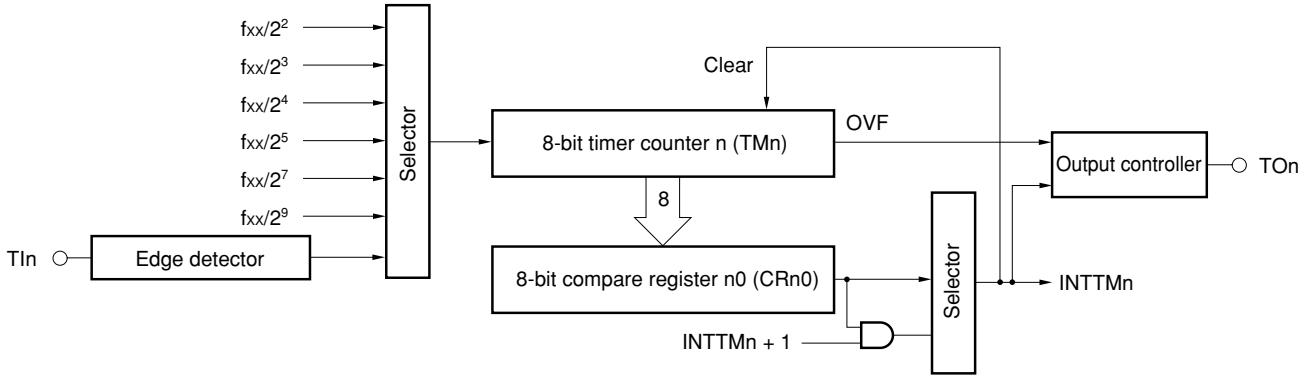 fxx/2²
fxx/2³
fxx/2⁴
fxx/2⁵
fxx/2⁷
fxx/2⁹
TIn
Edge detector
Selector
Clear
8-bit timer counter n (TMn)
OVF
8
8-bit compare register n0 (CRn0)
INTTMn + 1
Selector
Output controller
TOn
INTTMn